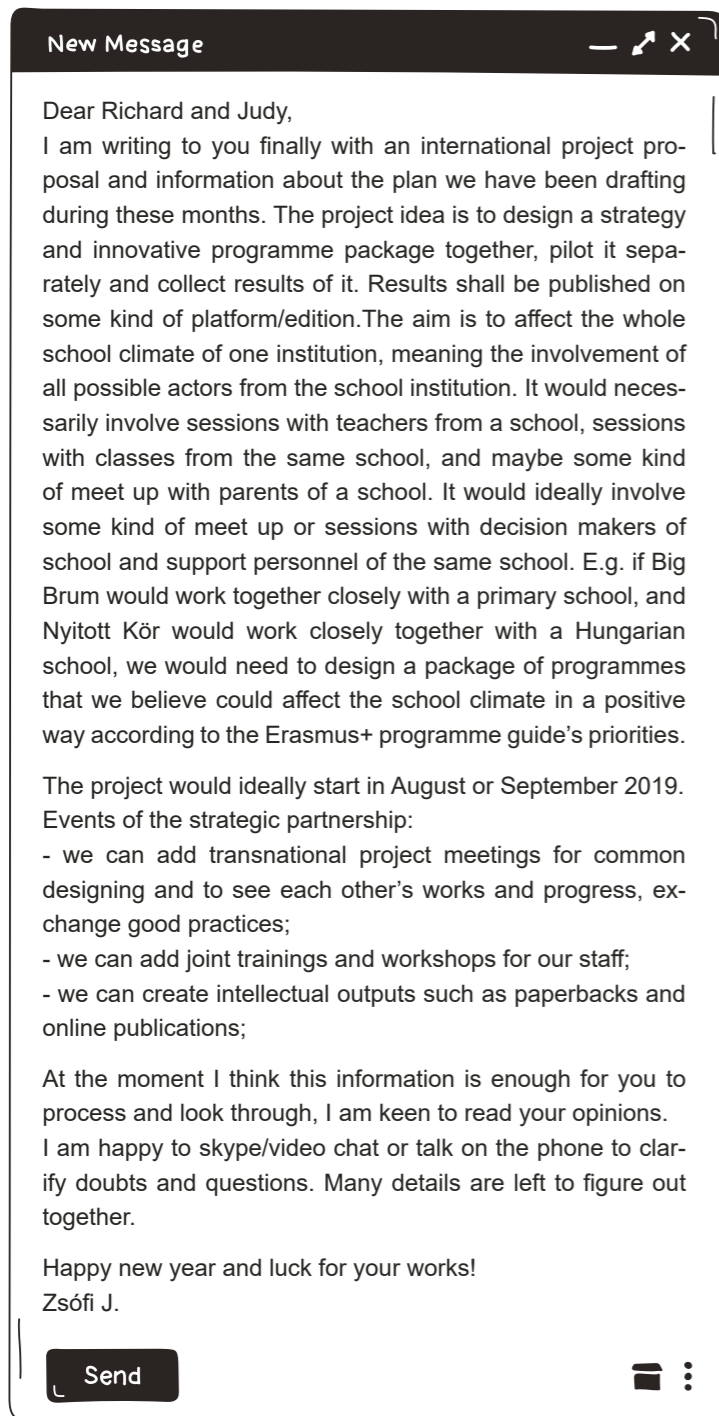 New Message
Dear Richard and Judy,
I am writing to you finally with an international project pro-
posal and information about the plan we have been drafting
during these months. The project idea is to design a strategy
and innovative programme package together, pilot it sepa-
rately and collect results of it. Results shall be published on
some kind of platform/edition.The aim is to affect the whole
school climate of one institution, meaning the involvement of
all possible actors from the school institution. It would neces-
sarily involve sessions with teachers from a school, sessions
with classes from the same school, and maybe some kind
of meet up with parents of a school. It would ideally involve
some kind of meet up or sessions with decision makers of
school and support personnel of the same school. E.g. if Big
Brum would work together closely with a primary school, and
Nyitott Kör would work closely together with a Hungarian
school, we would need to design a package of programmes
that we believe could affect the school climate in a positive
way according to the Erasmus+ programme guide’s priorities.
The project would ideally start in August or September 2019.
Events of the strategic partnership:
- we can add transnational project meetings for common
designing and to see each other’s works and progress, ex-
change good practices;
- we can add joint trainings and workshops for our staff;
- we can create intellectual outputs such as paperbacks and
online publications;
At the moment I think this information is enough for you to
process and look through, I am keen to read your opinions.
I am happy to skype/video chat or talk on the phone to clar-
ify doubts and questions. Many details are left to figure out
together.
Happy new year and luck for your works!
Zsófi J.
Send